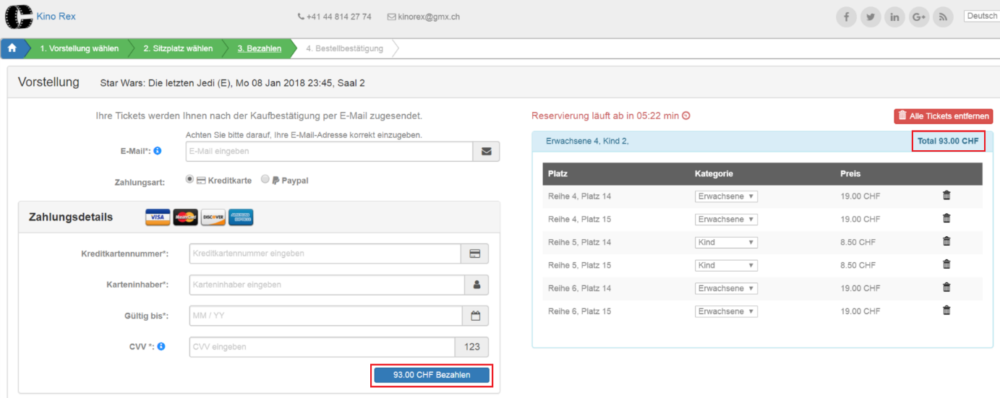 Kino Rex
+41 44 814 27 74 kinorex@gmx.ch
Deutsch
1. Vorstellung wählen 2. Sitzplatz wählen 3. Bezahlen 4. Bestellbestätigung
Vorstellung Star Wars: Die letzten Jedi (E), Mo 08 Jan 2018 23:45, Saal 2
Ihre Tickets werden Ihnen nach der Kaufbestätigung per E-Mail zugesendet.
Achten Sie bitte darauf, Ihre E-Mail-Adresse korrekt einzugeben.
E-Mail*: E-Mail eingeben
Zahlungsart: Kreditkarte Paypal
Zahlungsdetails VISA MasterCard DISCOVER AMERICAN EXPRESS
Kreditkartennummer*: Kreditkartennummer eingeben
Karteninhaber*: Karteninhaber eingeben
Gültig bis*: MM / YY
CVV *: CVV eingeben 123
93.00 CHF Bezahlen
Reservierung läuft ab in 05:22 min Alle Tickets entfernen
Erwachsene 4, Kind 2, Total 93.00 CHF
Platz Kategorie Preis
Reihe 4, Platz 14 Erwachsene 19.00 CHF
Reihe 4, Platz 15 Erwachsene 19.00 CHF
Reihe 5, Platz 14 Kind 8.50 CHF
Reihe 5, Platz 15 Kind 8.50 CHF
Reihe 6, Platz 14 Erwachsene 19.00 CHF
Reihe 6, Platz 15 Erwachsene 19.00 CHF